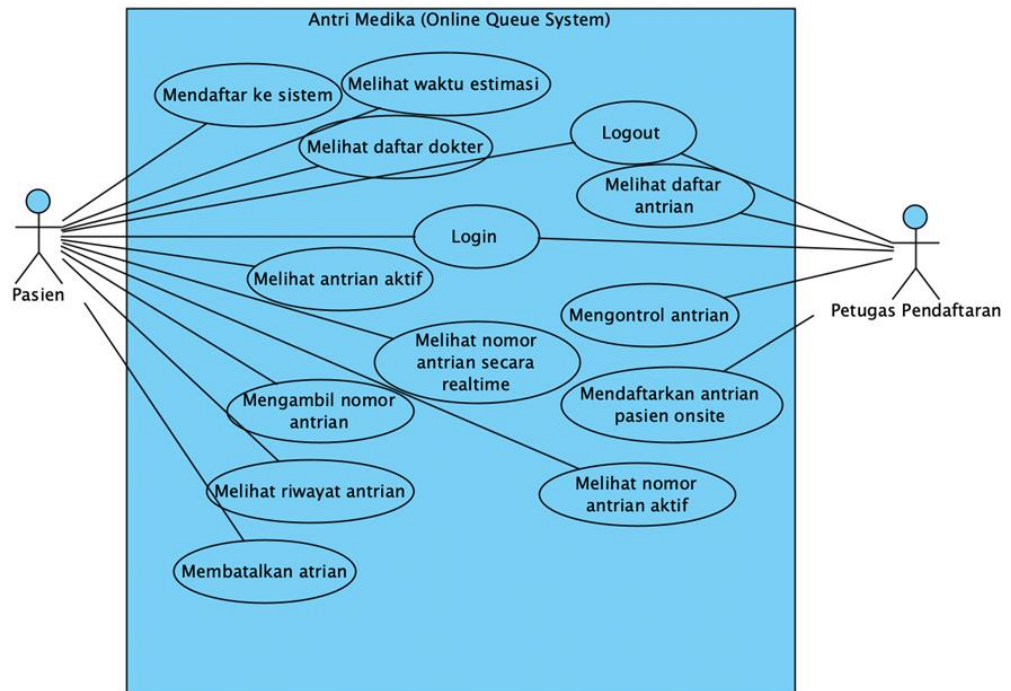 Antri Medika (Online Queue System)
Mendaftar ke sistem
Melihat waktu estimasi
Melihat daftar dokter
Logout
Melihat daftar
antrian
Login
Melihat antrian aktif
Pasien
Petugas Pendaftaran
Mengontrol antrian
Melihat nomor
antrian secara
realtime
Mengambil nomor
antrian
Mendaftarkan antrian
pasien onsite
Melihat riwayat antrian
Melihat nomor
antrian aktif
Membatalkan atrian